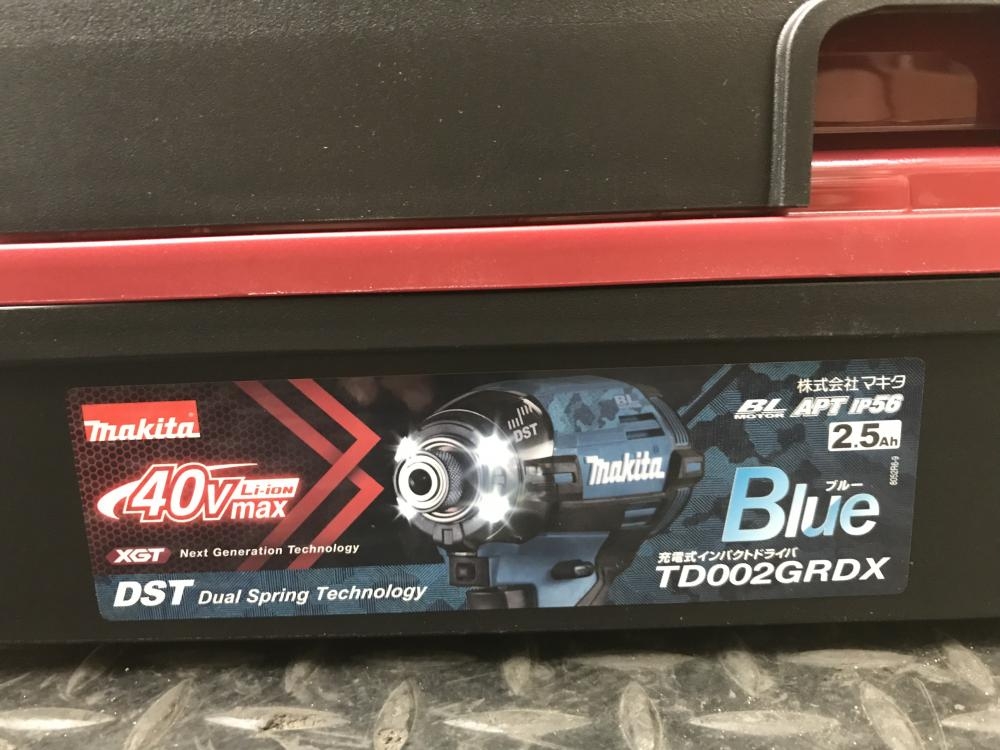 makita
40Vmax Li-ion
XGT Next Generation Technology
DST Dual Spring Technology
DST
BL
makita
株式会社マキタ
BL MOTOR APT IP56
2.5Ah
ブルー
Blue
充電式インパクトドライバ
TD002GRDX